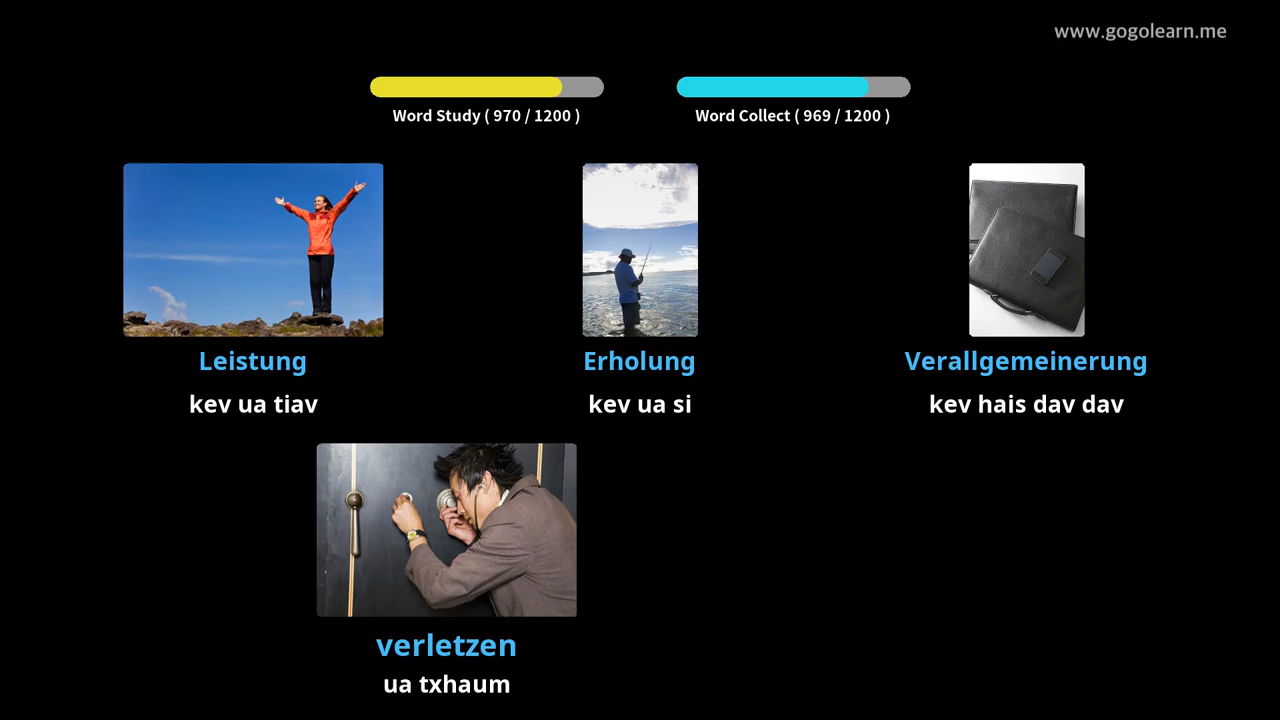 www.gogolearn.me
Word Study ( 970 / 1200 )
Word Collect ( 969 / 1200 )
Leistung
kev ua tiav
Erholung
kev ua si
Verallgemeinerung
kev hais dav dav
verletzen
ua txhaum